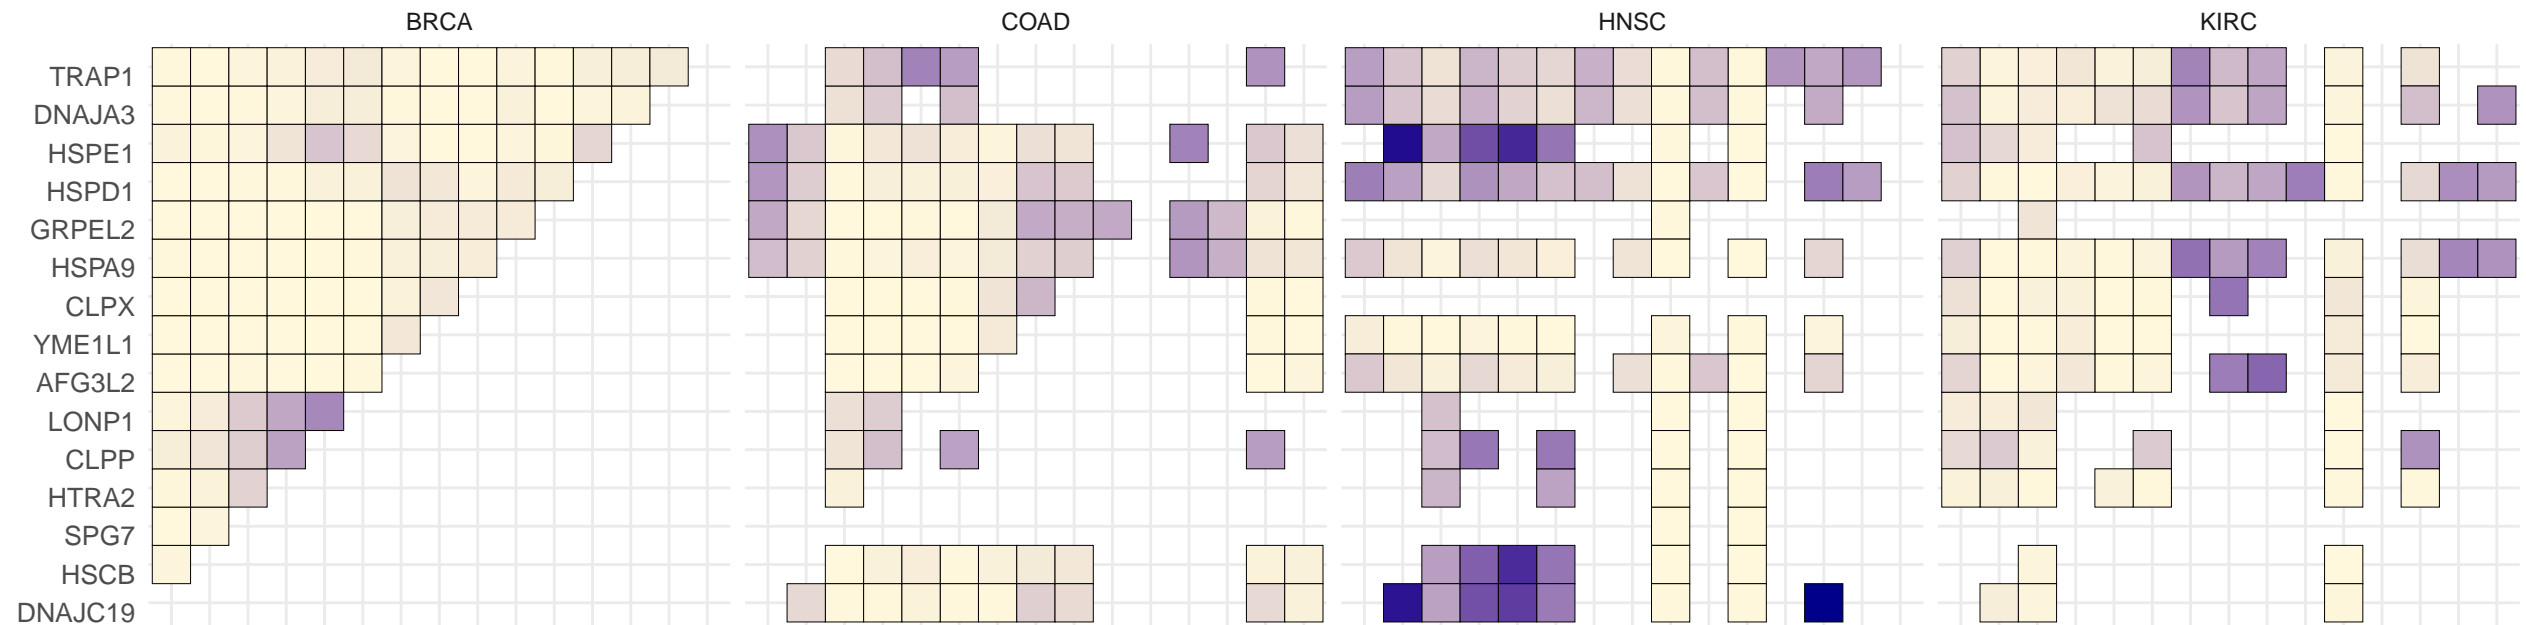 BRCA COAD HNSC KIRC
TRAP1
DNAJA3
HSPE1
HSPD1
GRPEL2
HSPA9
CLPX
YME1L1
AFG3L2
LONP1
CLPP
HTRA2
SPG7
HSCB
DNAJC19